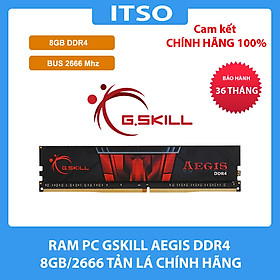 ITSO
8GB DDR4
BUS 2666 Mhz
Cam kết
CHÍNH HÃNG 100%
BẢO HÀNH
36 THÁNG
G.SKILL
AEGIS
DDR4
RAM PC GSKILL AEGIS DDR4
8GB/2666 TẢN LÁ CHÍNH HÃNG